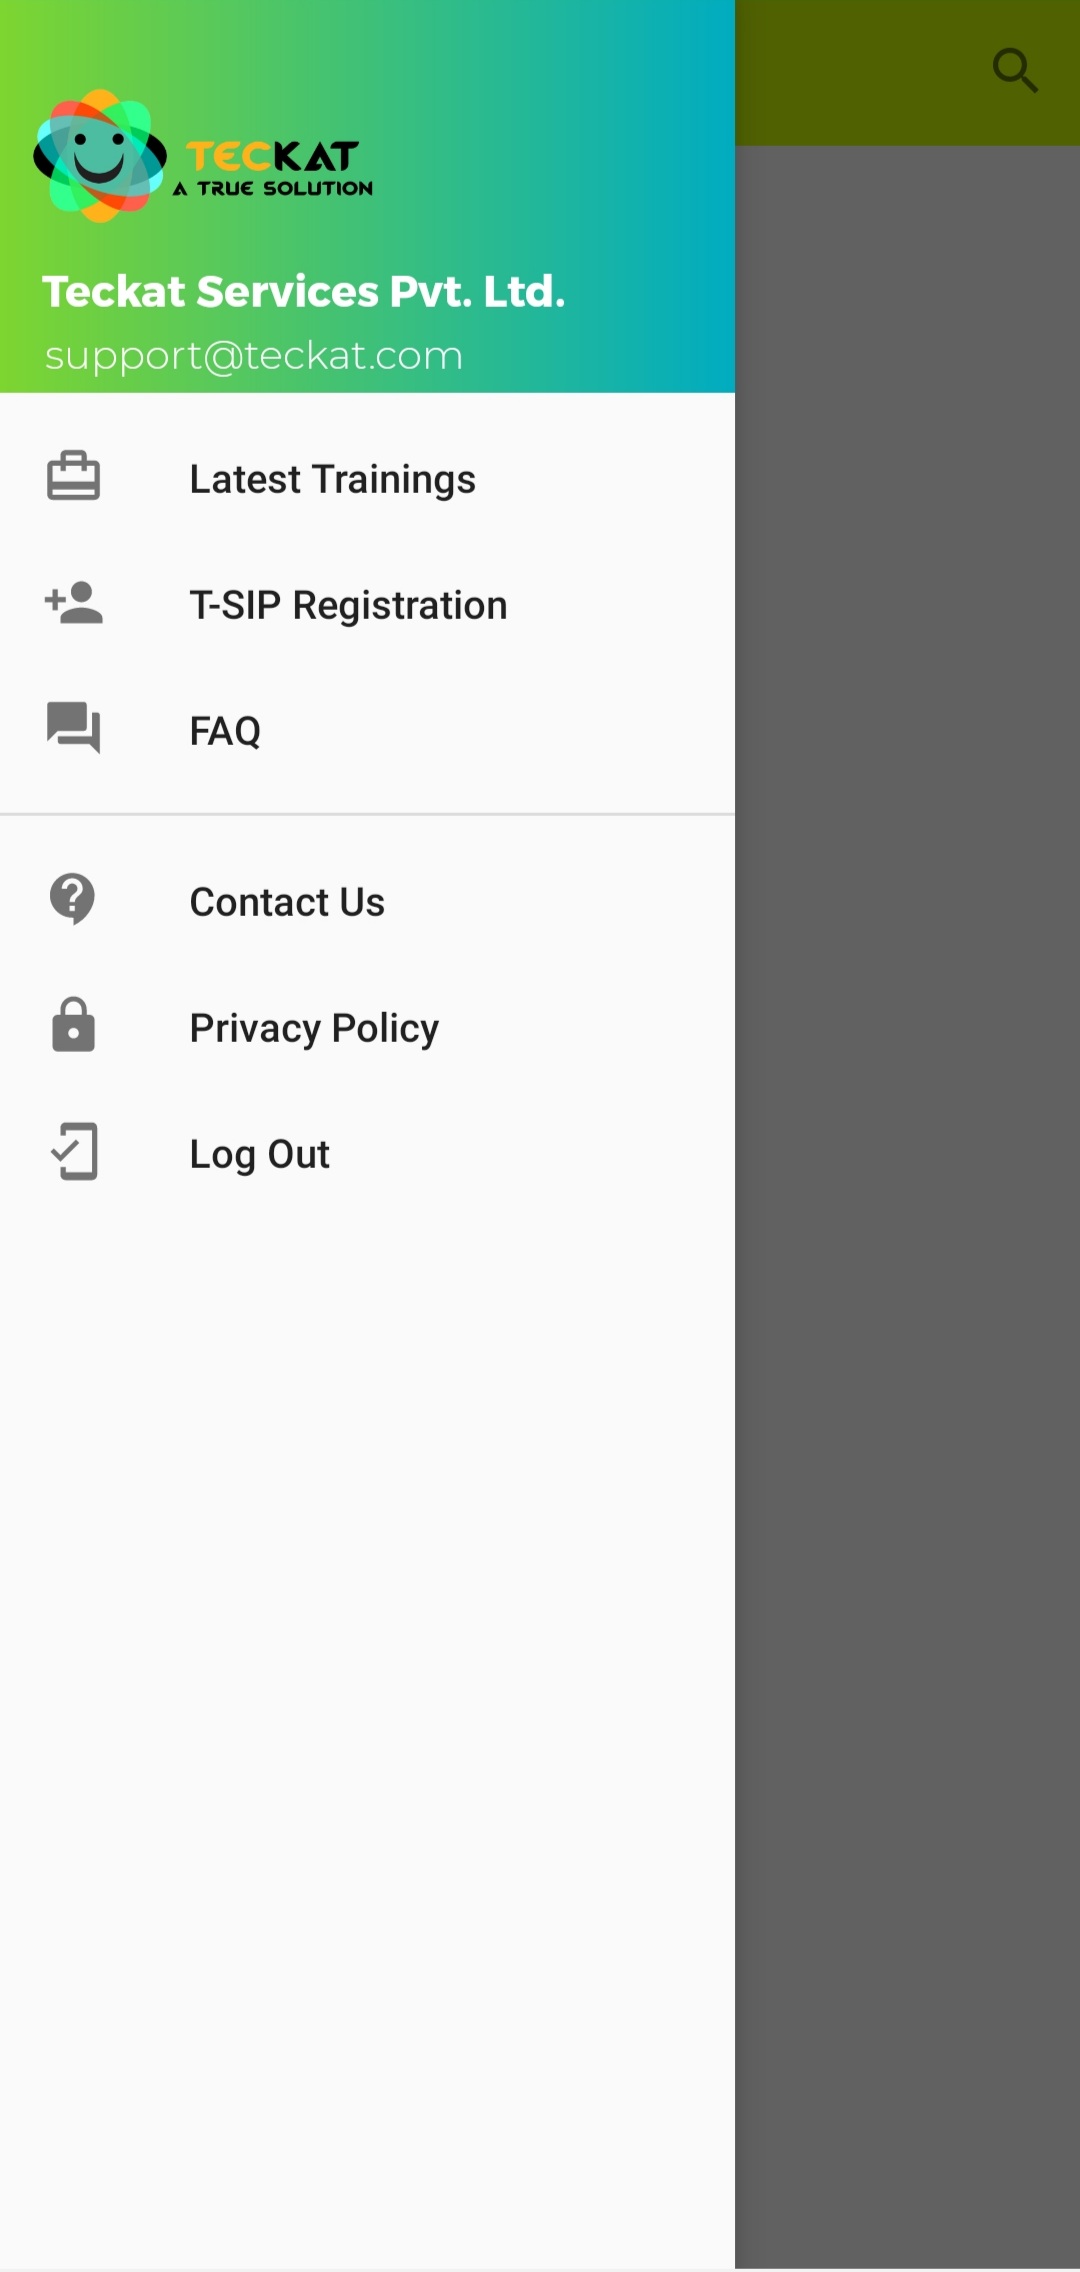 TECKAT
A TRUE SOLUTION
Teckat Services Pvt. Ltd.
support@teckat.com
Latest Trainings
T-SIP Registration
FAQ
Contact Us
Privacy Policy
Log Out